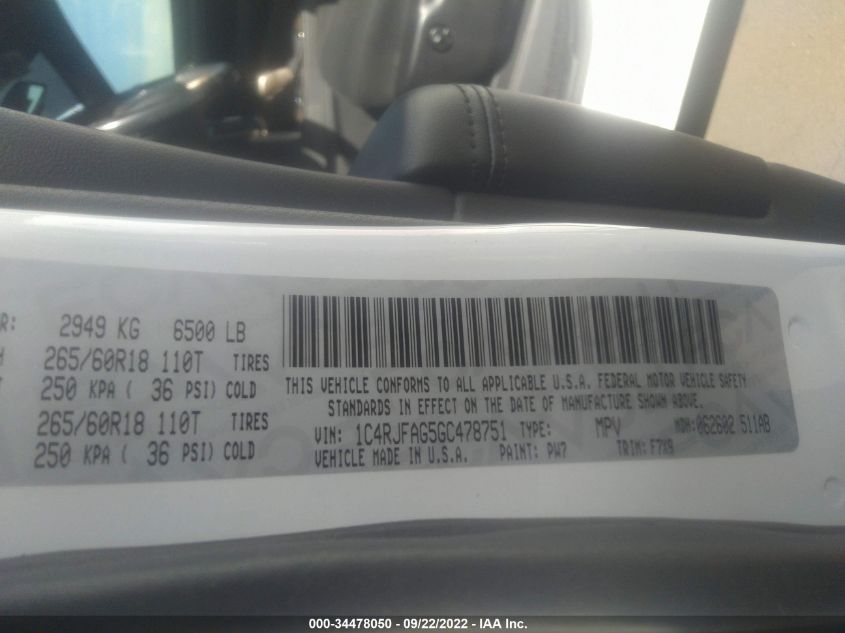 R: 2949 KG 6500 LB
265/60R18 110T TIRES
250 KPA ( 36 PSI) COLD
265/60R18 110T TIRES
250 KPA ( 36 PSI) COLD
THIS VEHICLE CONFORMS TO ALL APPLICABLE U.S.A. FEDERAL MOTOR VEHICLE SAFETY
STANDARDS IN EFFECT ON THE DATE OF MANUFACTURE SHOWN ABOVE.
VIN: 1C4RJFAG5GC478751 TYPE: MPV MDH: 062602 511AB
VEHICLE MADE IN U.S.A. PAINT: PW7 TRIM: F7X9
000-34478050 - 09/22/2022 - IAA Inc.